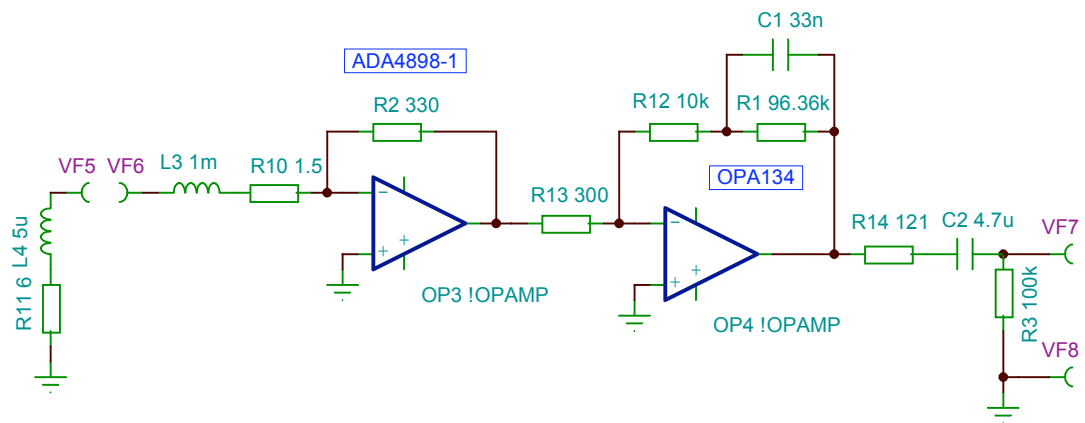 C1 33n
ADA4898-1
R2 330
R12 10k
R1 96.36k
VF5
VF6
L3 1m
R10 1.5
OPA134
R13 300
L4 5u
R14 121
C2 4.7u
VF7
R11 6
OP3 !OPAMP
R3 100k
OP4 !OPAMP
VF8